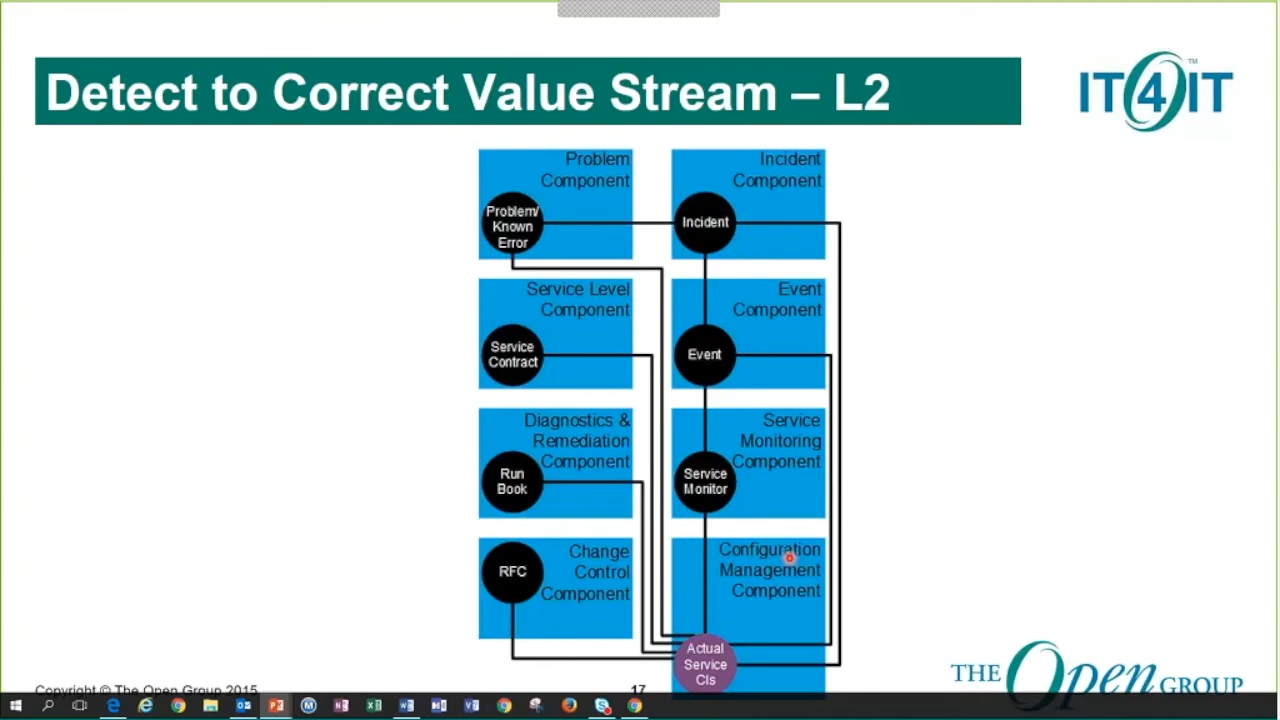 Detect to Correct Value Stream – L2
IT4IT™
Problem
Component
Problem/
Known
Error
Incident
Component
Incident
Service Level
Component
Service
Contract
Event
Component
Event
Diagnostics &
Remediation
Component
Run
Book
Service
Monitoring
Component
Service
Monitor
Change
Control
Component
RFC
Configuration
Management
Component
Actual
Service
CIs
Copyright © The Open Group 2015
17
THE Open GROUP